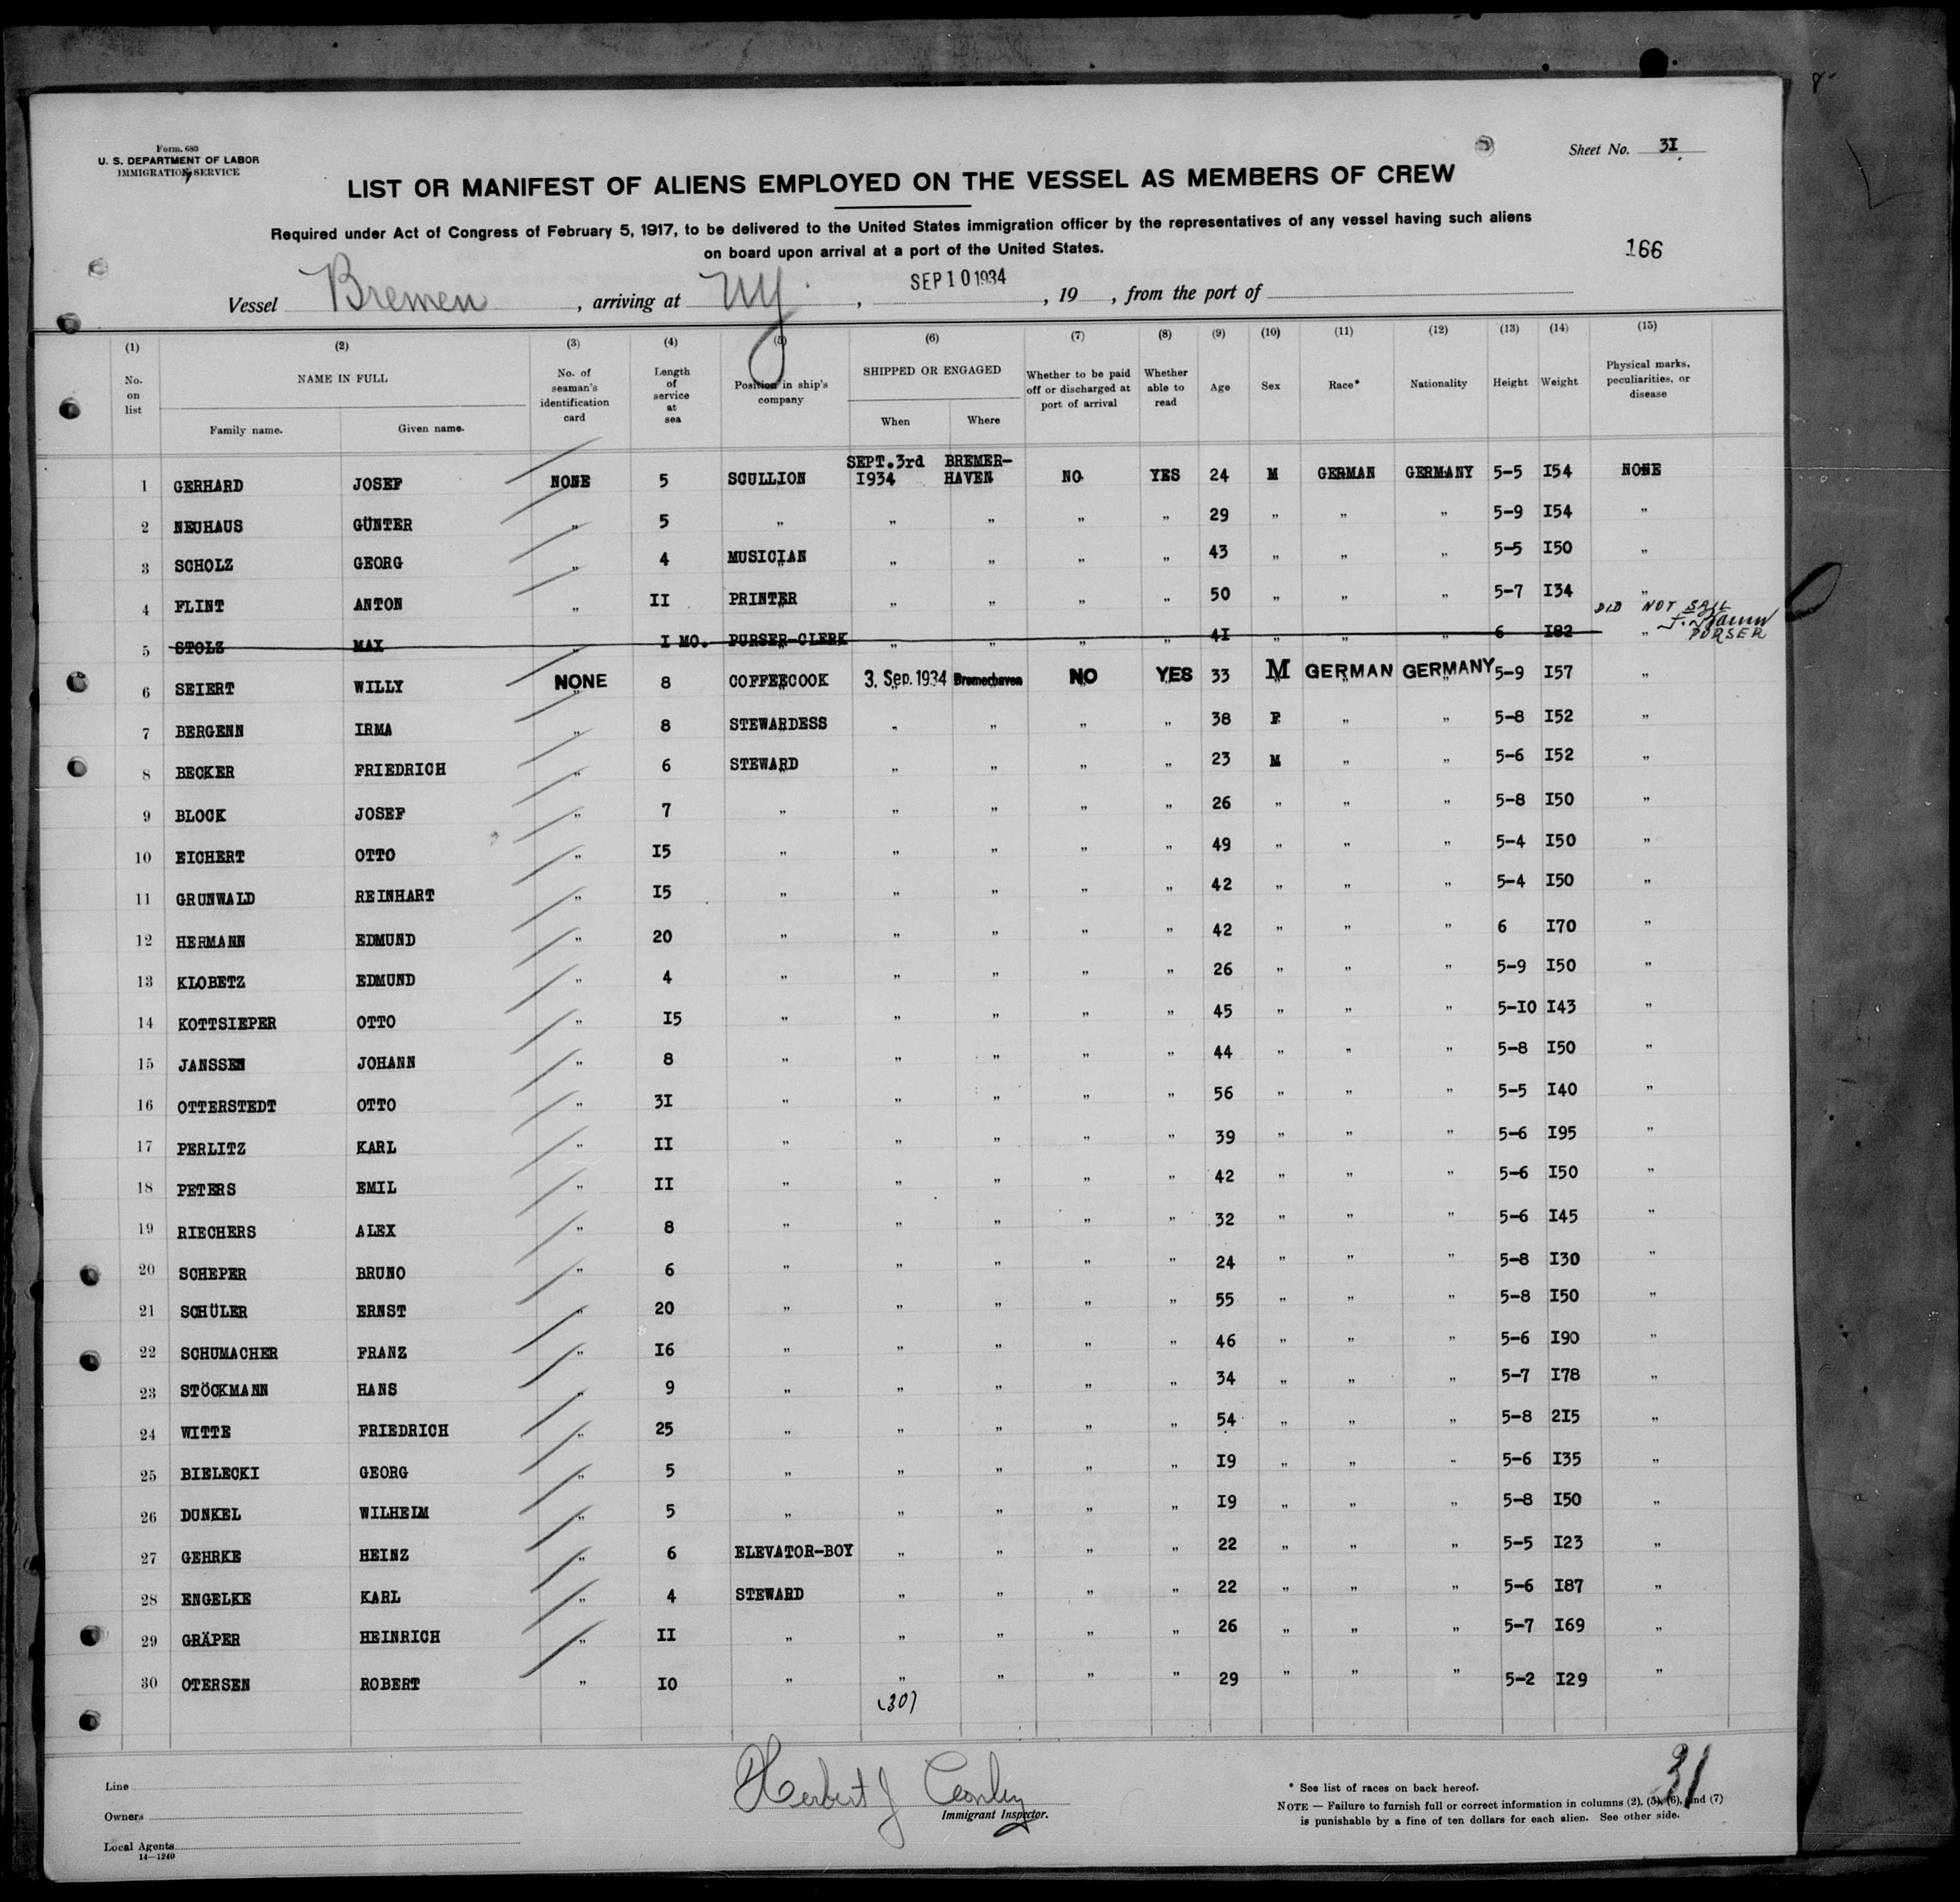 Form. 680
U. S. DEPARTMENT OF LABOR
IMMIGRATION SERVICE
Sheet No. 3I
LIST OR MANIFEST OF ALIENS EMPLOYED ON THE VESSEL AS MEMBERS OF CREW
Required under Act of Congress of February 5, 1917, to be delivered to the United States immigration officer by the representatives of any vessel having such aliens
on board upon arrival at a port of the United States.
166
Vessel Bremen, arriving at NY, SEP 10 1934, 19 , from the port of
(1) (2) (3) (4) (5) (6) (7) (8) (9) (10) (11) (12) (13) (14) (15)
No. on list NAME IN FULL Family name. Given name. No. of seaman's identification card Length of service at sea Position in ship's company SHIPPED OR ENGAGED When Where Whether to be paid off or discharged at port of arrival Whether able to read Age Sex Race* Nationality Height Weight Physical marks, peculiarities, or disease
1 GERHARD JOSEF NONE 5 SCULLION SEPT.3rd I934 BREMER-HAVEN NO YES 24 M GERMAN GERMANY 5-5 I54 NONE
2 NEUHAUS GÜNTER " 5 " " " " " 29 " " " 5-9 I54 "
3 SCHOLZ GEORG " 4 MUSICIAN " " " " 43 " " " 5-5 I50 "
4 FLINT ANTON " II PRINTER " " " " 50 " " " 5-7 I34 "
DID NOT SAIL
5 STOLZ MAX " I MO. PURSER-CLERK " " " " 4I " " " 6 I82 " PURSER
6 SEIERT WILLY NONE 8 COFFEECOOK 3. Sep. 1934 Bremerhaven NO YES 33 M GERMAN GERMANY 5-9 I57 "
7 BERGENN IRMA " 8 STEWARDESS " " " " 38 F " " 5-8 I52 "
8 BECKER FRIEDRICH " 6 STEWARD " " " " 23 M " " 5-6 I52 "
9 BLOCK JOSEF " 7 " " " " " 26 " " " 5-8 I50 "
10 EICHERT OTTO " I5 " " " " " 49 " " " 5-4 I50 "
11 GRUNWALD REINHART " I5 " " " " " 42 " " " 5-4 I50 "
12 HERMANN EDMUND " 20 " " " " " 42 " " " 6 I70 "
13 KLOBETZ EDMUND " 4 " " " " " 26 " " " 5-9 I50 "
14 KOTTSIEPER OTTO " I5 " " " " " 45 " " " 5-IO I43 "
15 JANSSEN JOHANN " 8 " " " " " 44 " " " 5-8 I50 "
16 OTTERSTEDT OTTO " 3I " " " " " 56 " " " 5-5 I40 "
17 PERLITZ KARL " II " " " " " 39 " " " 5-6 I95 "
18 PETERS EMIL " II " " " " " 42 " " " 5-6 I50 "
19 RIECHERS ALEX " 8 " " " " " 32 " " " 5-6 I45 "
20 SCHEPER BRUNO " 6 " " " " " 24 " " " 5-8 I30 "
21 SCHÜLER ERNST " 20 " " " " " 55 " " " 5-8 I50 "
22 SCHUMACHER FRANZ " I6 " " " " " 46 " " " 5-6 I90 "
23 STÖCKMANN HANS " 9 " " " " " 34 " " " 5-7 I78 "
24 WITTE FRIEDRICH " 25 " " " " " 54 " " " 5-8 2I5 "
25 BIELECKI GEORG " 5 " " " " " I9 " " " 5-6 I35 "
26 DUNKEL WILHELM " 5 " " " " " I9 " " " 5-8 I50 "
27 GEHRKE HEINZ " 6 ELEVATOR-BOY " " " " 22 " " " 5-5 I23 "
28 ENGELKE KARL " 4 STEWARD " " " " 22 " " " 5-6 I87 "
29 GRÄPER HEINRICH " II " " " " " 26 " " " 5-7 I69 "
30 OTERSEN ROBERT " IO " " " " " 29 " " " 5-2 I29 "
(30)
31
Line
Owners
Local Agents
14—1240
Herbert J
Immigrant Inspector.
* See list of races on back hereof.
NOTE — Failure to furnish full or correct information in columns (2), (5), (6), and (7)
is punishable by a fine of ten dollars for each alien. See other side.